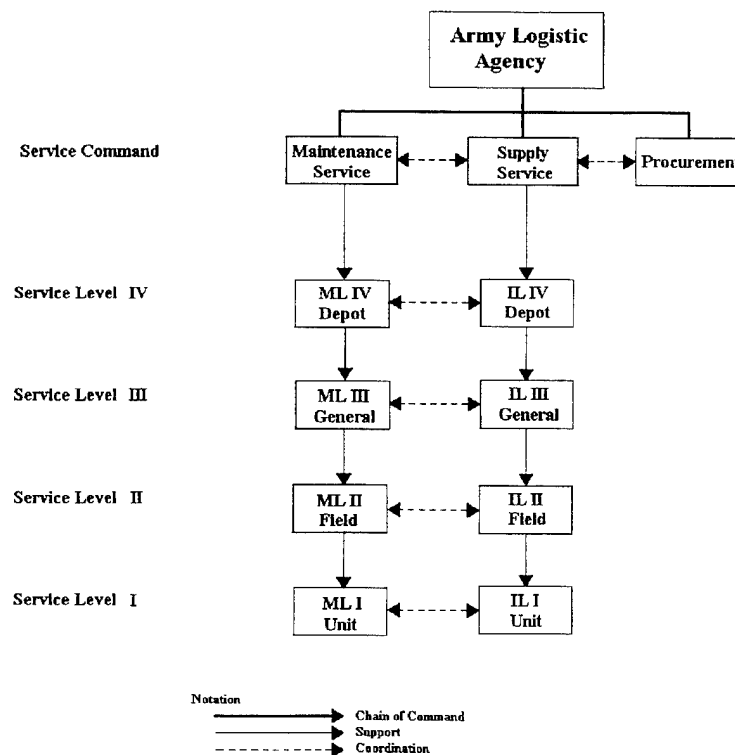 Army Logistic
Agency
Service Command
Maintenance
Service
Supply
Service
Procurement
Service Level IV
ML IV
Depot
IL IV
Depot
Service Level III
ML III
General
IL III
General
Service Level II
ML II
Field
IL II
Field
Service Level I
ML I
Unit
IL I
Unit
Notation
Chain of Command
Support
Coordination